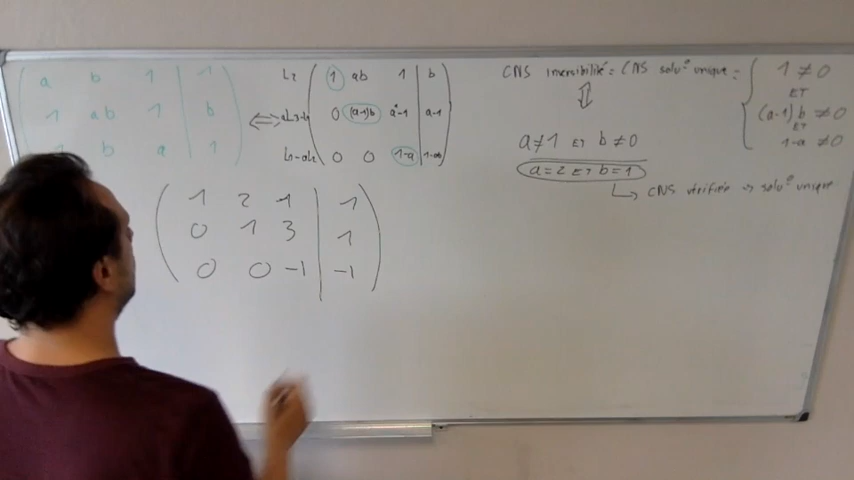 a b 1 | 1
1 ab 1 | b
b a | 1
⟺
L2 ( 1 ab 1 | b )
0 (a-1)b a²-1 | a-1
0 0 1-a | 1-ab
CNS inversibilité = CNS solu° unique = { 1 ≠ 0
ET
(a-1) b ≠ 0
ET
1-a ≠ 0
⇕
a≠1 ET b≠0
a=2 ET b=1
↳ CNS vérifiée → solu° unique
1 2 1 | 1
0 1 3 | 1
0 0 -1 | -1